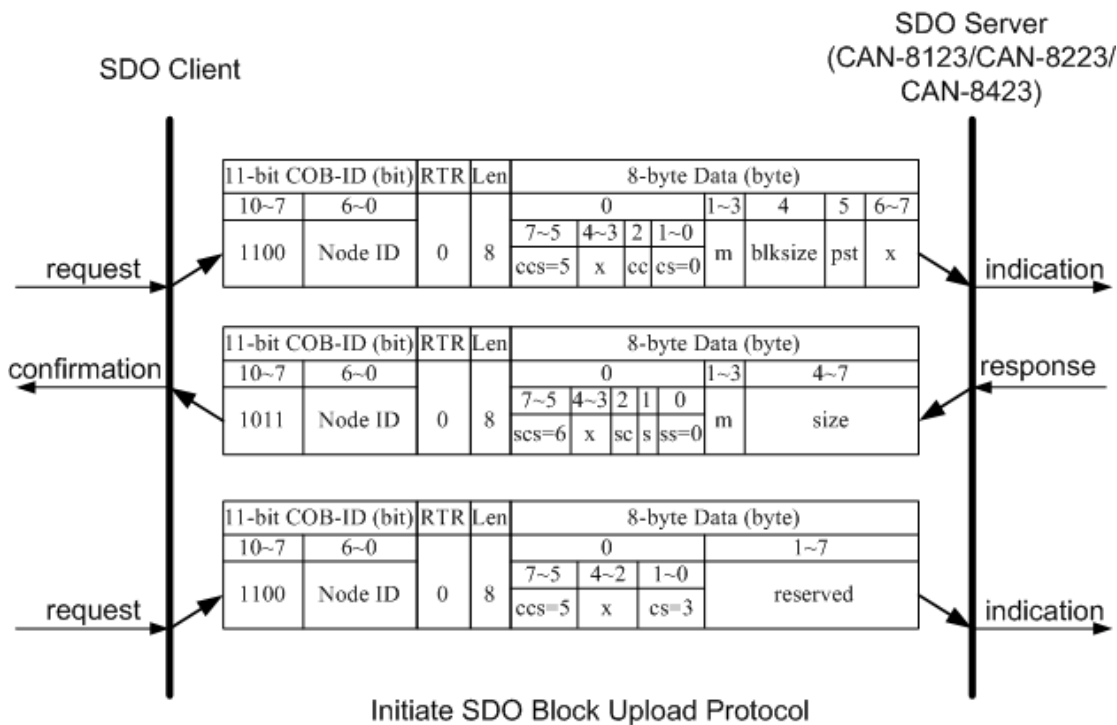 SDO Client
SDO Server
(CAN-8123/CAN-8223/
CAN-8423)
11-bit COB-ID (bit) RTR Len 8-byte Data (byte)
10~7 6~0 0 1~3 4 5 6~7
7~5 4~3 2 1~0
1100 Node ID 0 8 ccs=5 x cc cs=0 m blksize pst x
request
indication
11-bit COB-ID (bit) RTR Len 8-byte Data (byte)
confirmation
response
10~7 6~0 0 1~3 4~7
7~5 4~3 2 1 0
1011 Node ID 0 8 scs=6 x sc s ss=0 m size
11-bit COB-ID (bit) RTR Len 8-byte Data (byte)
10~7 6~0 0 1~7
7~5 4~2 1~0
1100 Node ID 0 8 ccs=5 x cs=3 reserved
request
indication
Initiate SDO Block Upload Protocol